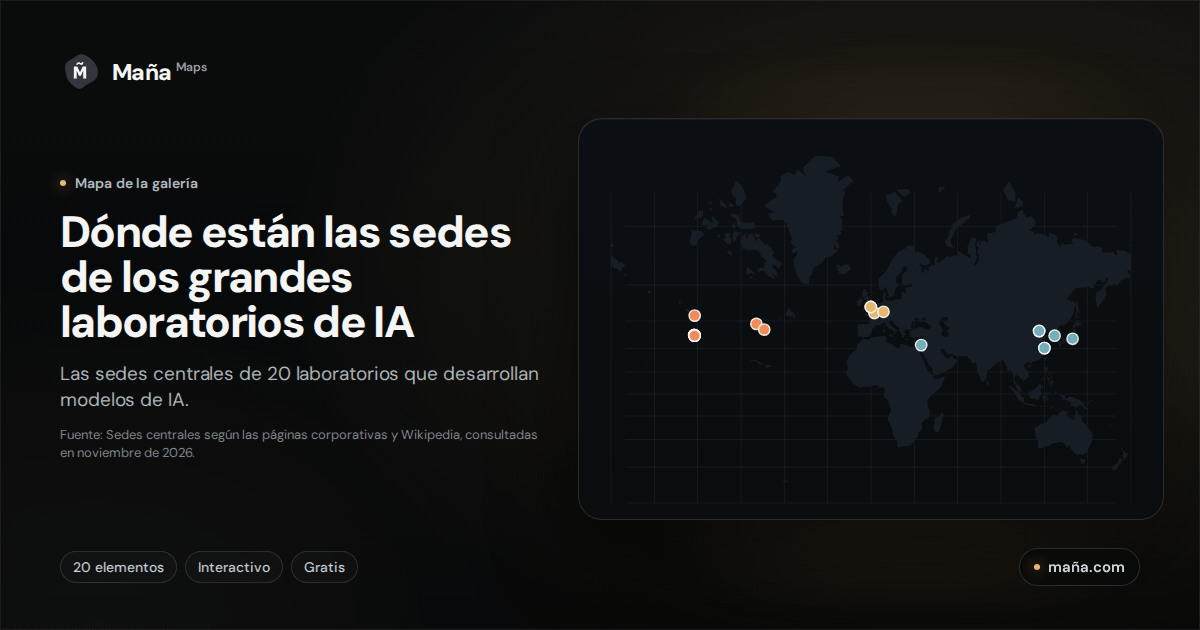 M̃
Maña Maps
Mapa de la galería
Dónde están las sedes
de los grandes
laboratorios de IA
Las sedes centrales de 20 laboratorios que desarrollan
modelos de IA.
Fuente: Sedes centrales según las páginas corporativas y Wikipedia, consultadas
en noviembre de 2026.
20 elementos
Interactivo
Gratis
maña.com